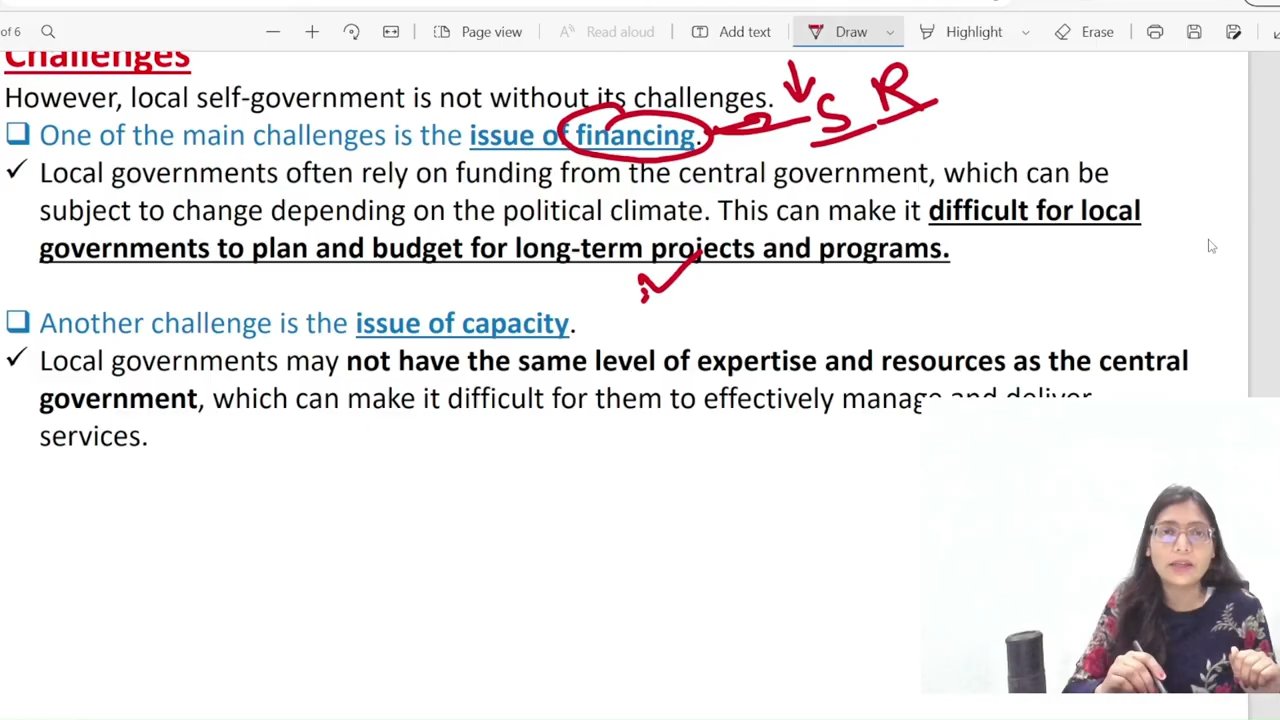 of 6
Page view
Read aloud
Add text
Draw
Highlight
Erase
Challenges
However, local self-government is not without its challenges.
S R
One of the main challenges is the issue of financing.
Local governments often rely on funding from the central government, which can be
subject to change depending on the political climate. This can make it difficult for local
governments to plan and budget for long-term projects and programs.
Another challenge is the issue of capacity.
Local governments may not have the same level of expertise and resources as the central
government, which can make it difficult for them to effectively manage and deliver
services.